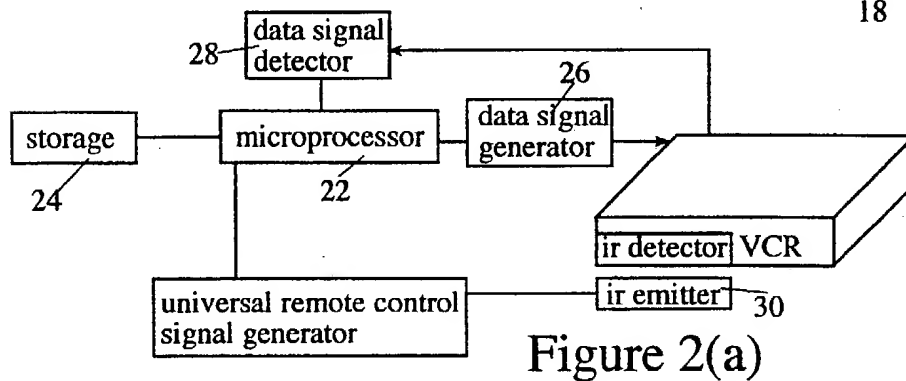 18
data signal
detector
28
26
storage
24
microprocessor
22
data signal
generator
ir detector VCR
universal remote control
signal generator
ir emitter
30
Figure 2(a)